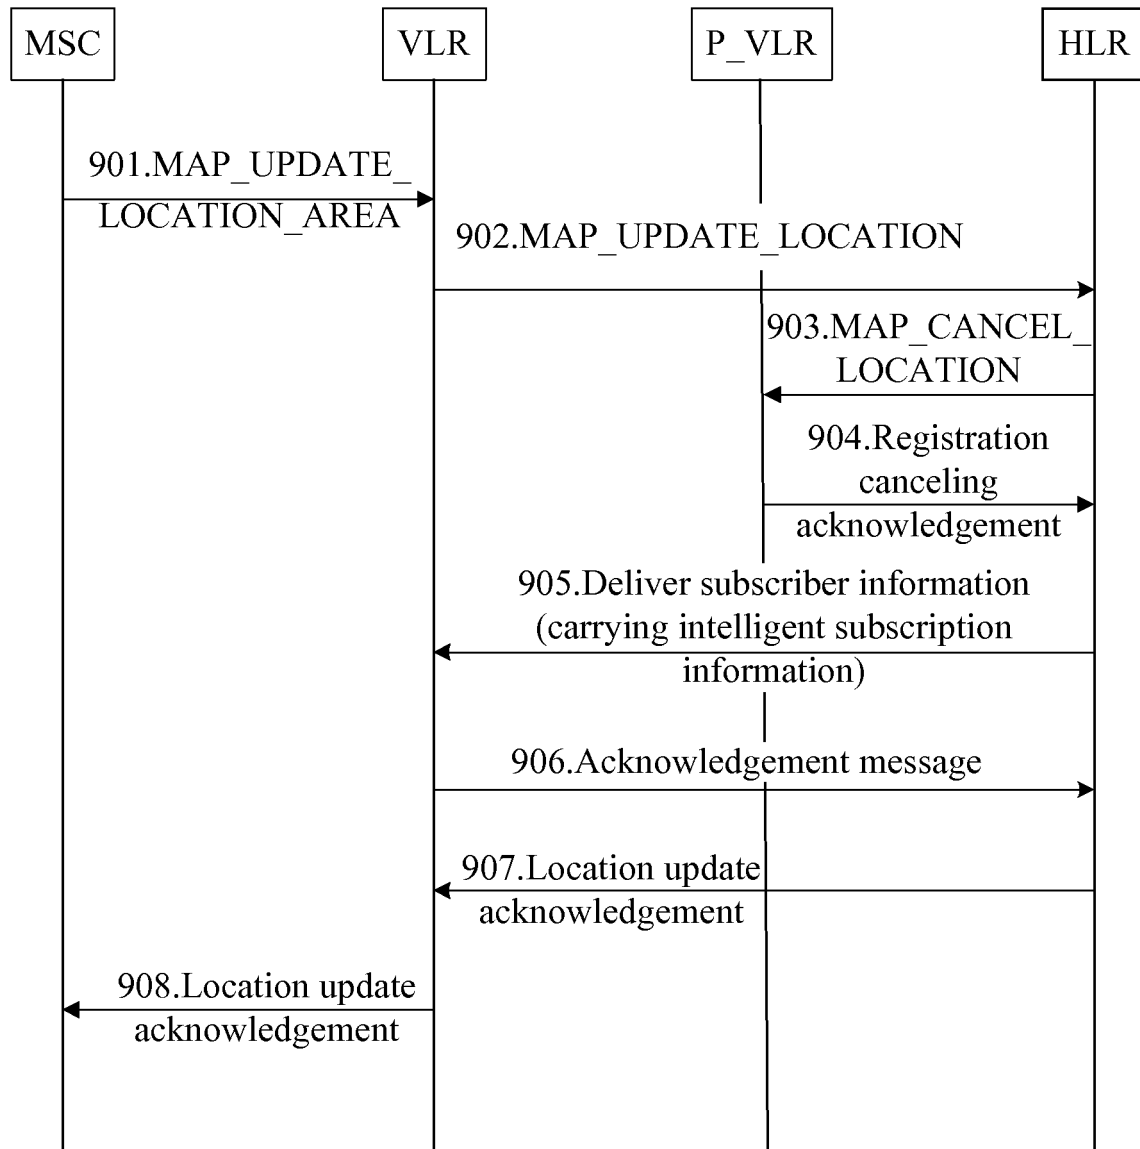 MSC
VLR
P_VLR
HLR
901.MAP_UPDATE_
LOCATION_AREA
902.MAP_UPDATE_LOCATION
903.MAP_CANCEL_
LOCATION
904.Registration
canceling
acknowledgement
905.Deliver subscriber information
(carrying intelligent subscription
information)
906.Acknowledgement message
907.Location update
acknowledgement
908.Location update
acknowledgement